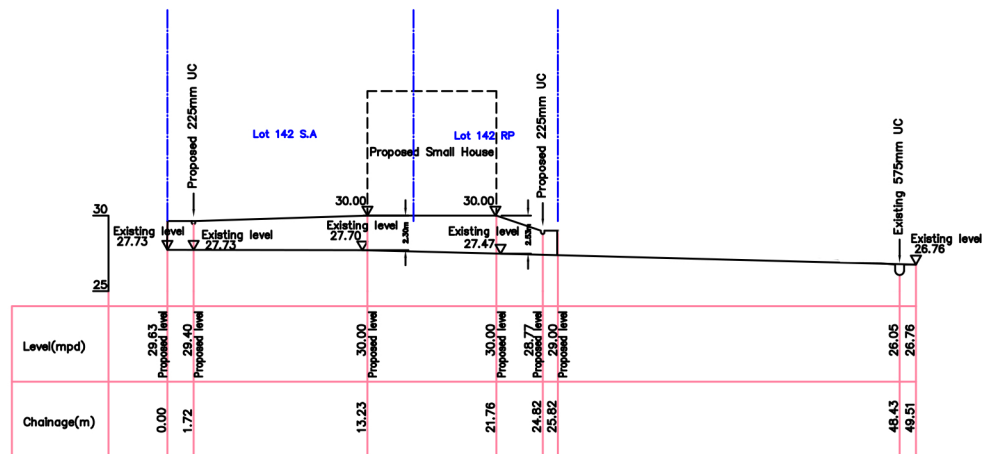 Proposed 225mm UC
Lot 142 S.A
Lot 142 RP
Proposed Small House
Proposed 225mm UC
Existing 575mm UC
30
25
30.00
30.00
Existing level
27.73
Existing level
27.73
Existing level
27.70
Existing level
27.47
Existing level
26.76
Level(mpd)
29.63
Proposed level
29.40
Proposed level
30.00
Proposed level
30.00
Proposed level
28.77
Proposed level
29.00
Proposed level
26.05
26.76
Chainage(m)
0.00
1.72
13.23
21.76
24.82
25.82
48.43
49.51